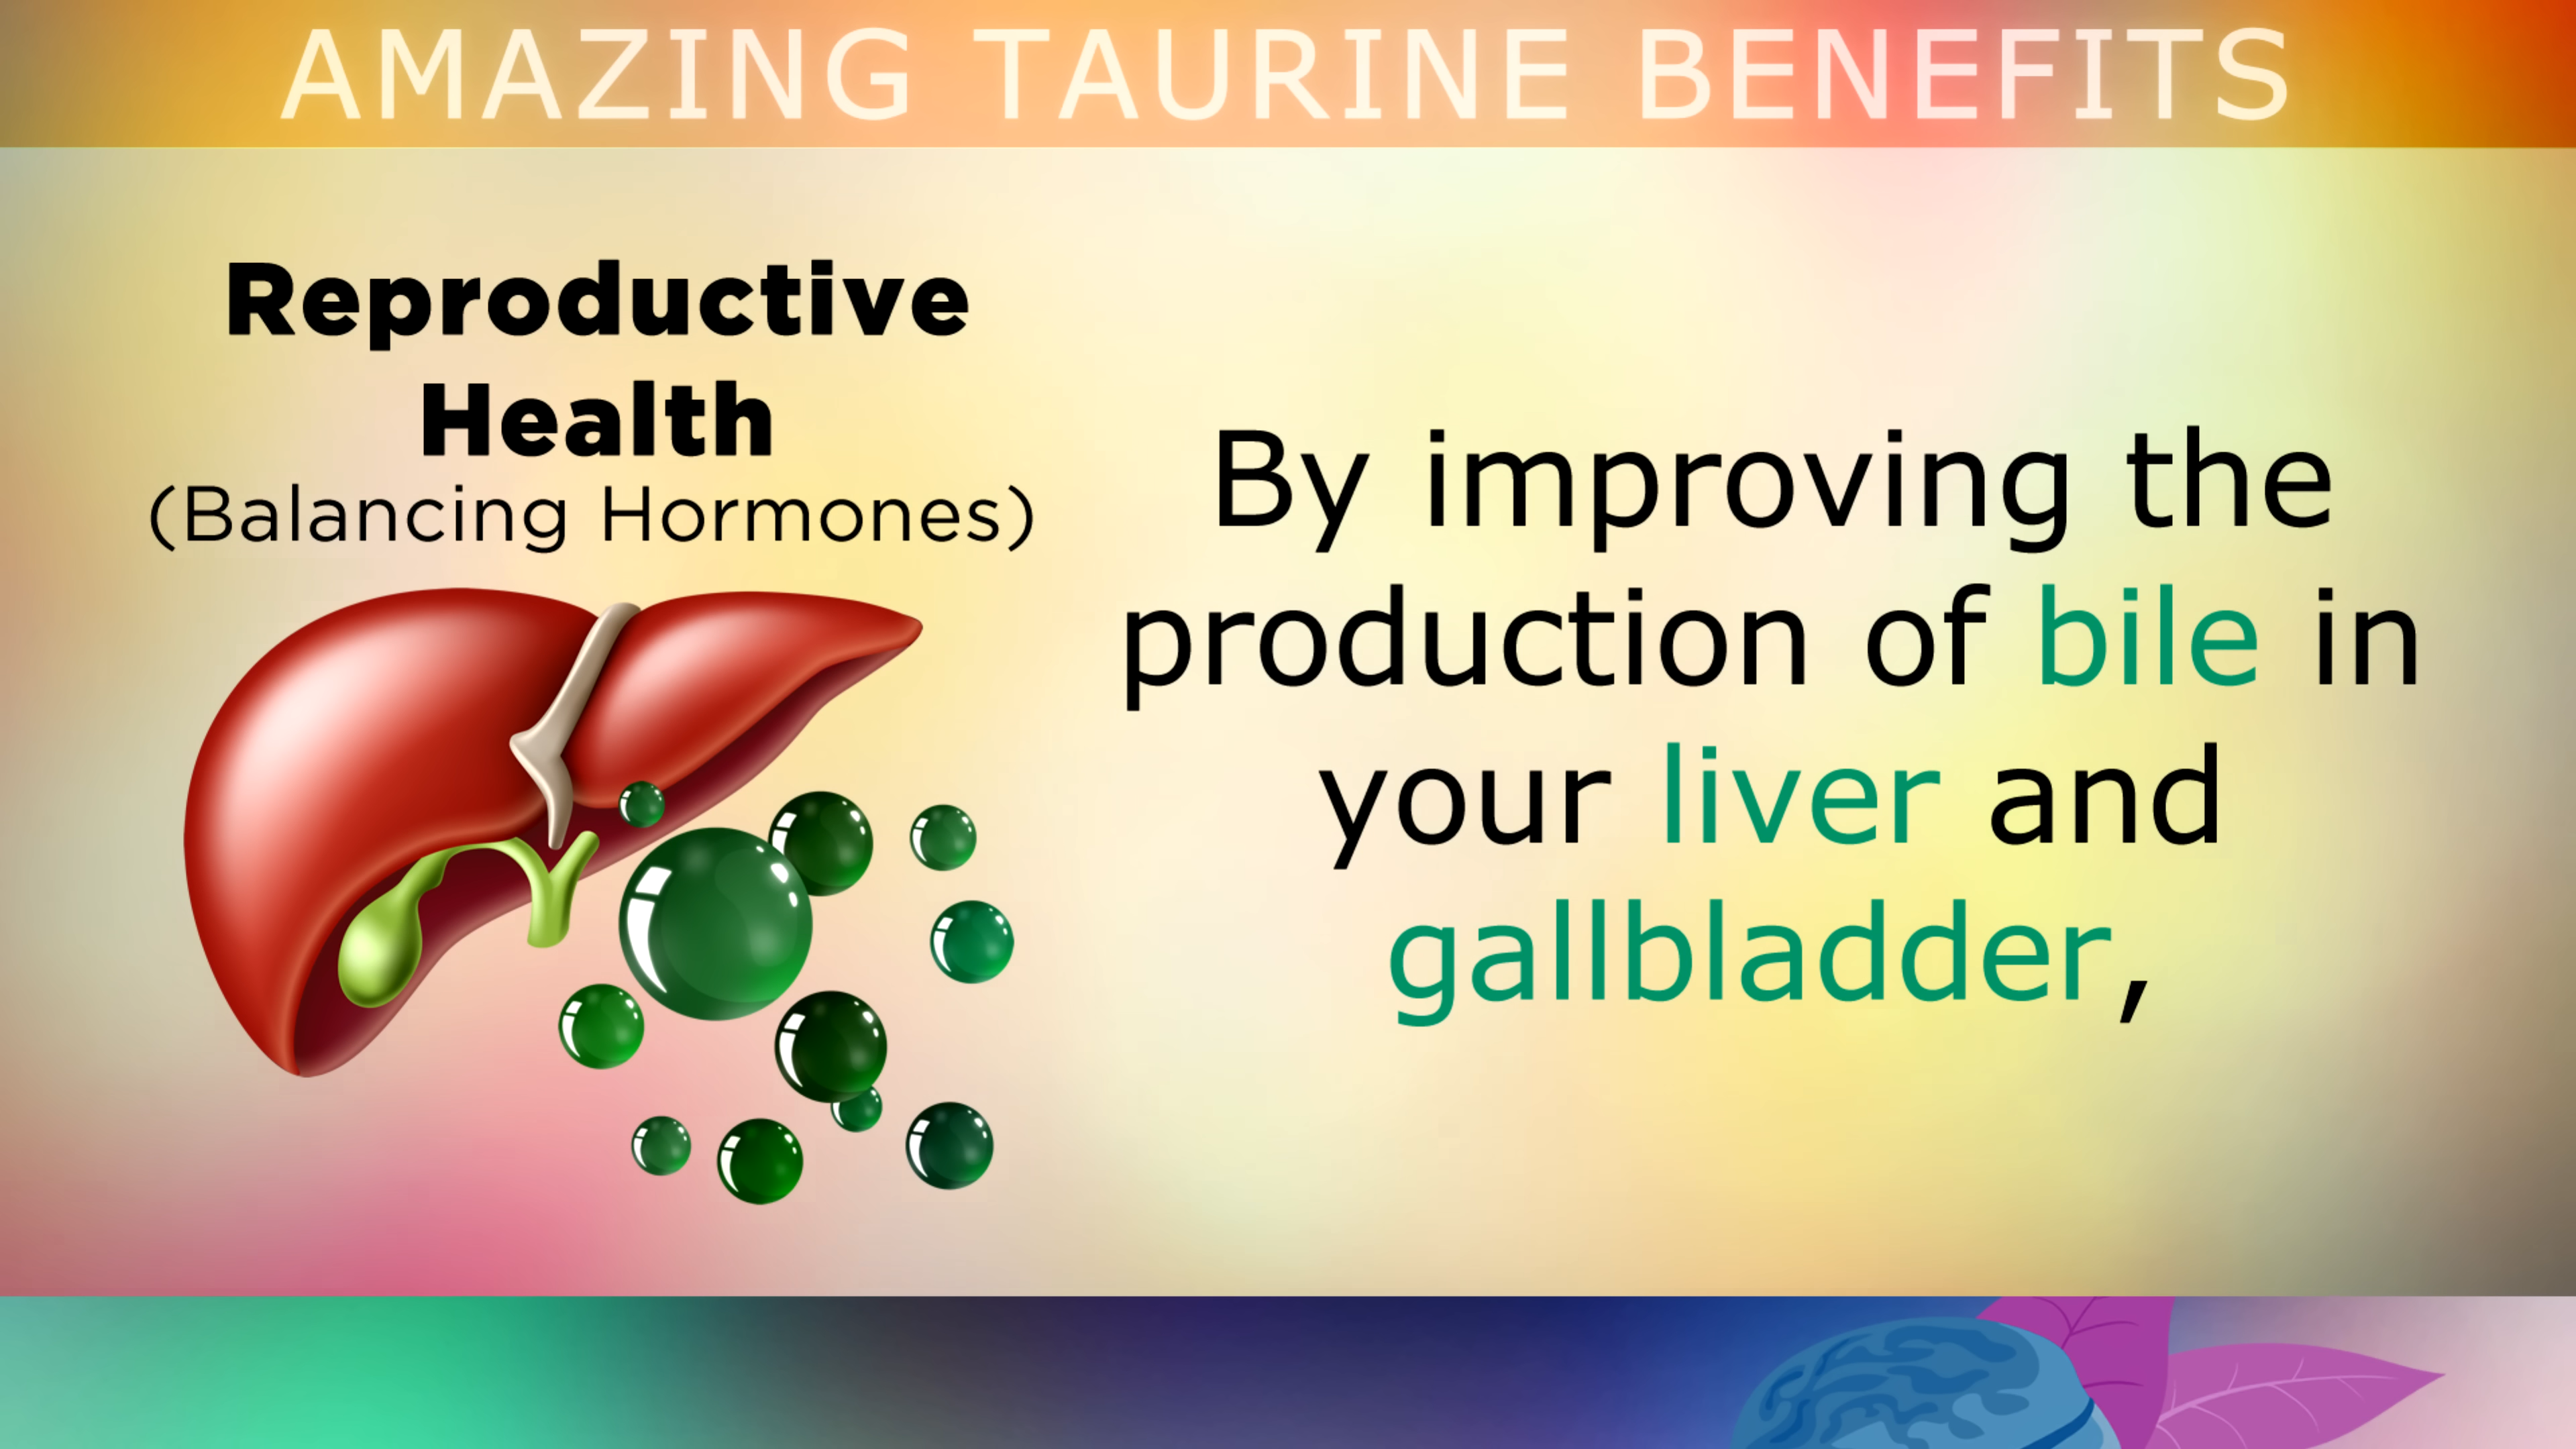 AMAZING TAURINE BENEFITS
Reproductive
Health
(Balancing Hormones)
By improving the
production of bile in
your liver and
gallbladder,